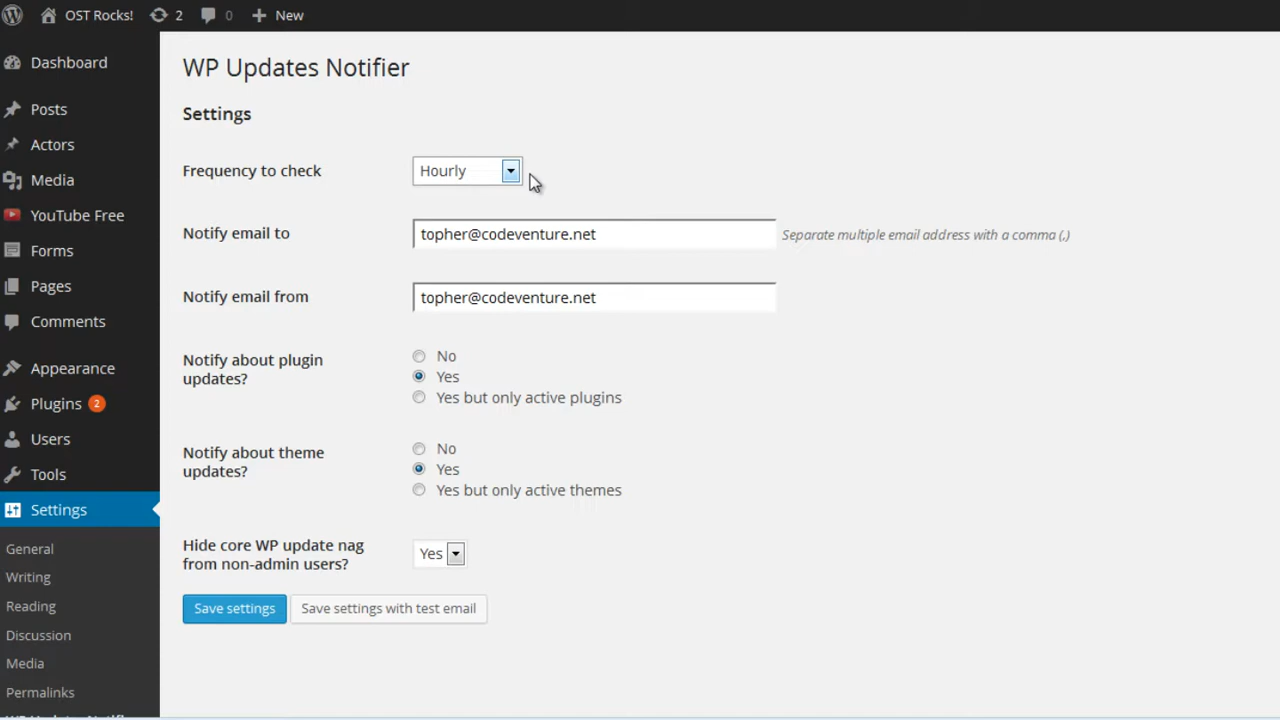 OST Rocks! 2 0 New
Dashboard
Posts
Actors
Media
YouTube Free
Forms
Pages
Comments
Appearance
Plugins 2
Users
Tools
Settings
General
Writing
Reading
Discussion
Media
Permalinks
WP Updates Notifier
Settings
Frequency to check Hourly
Notify email to topher@codeventure.net Separate multiple email address with a comma (,)
Notify email from topher@codeventure.net
Notify about plugin
updates?
No
Yes
Yes but only active plugins
Notify about theme
updates?
No
Yes
Yes but only active themes
Hide core WP update nag
from non-admin users?
Yes
Save settings Save settings with test email